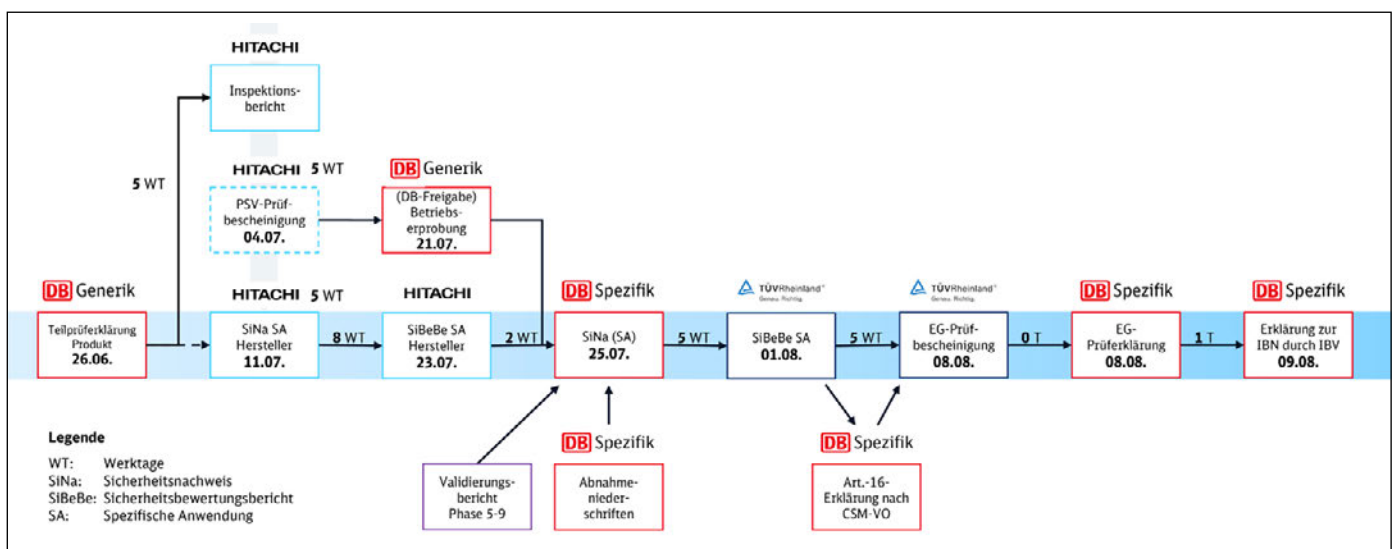 HITACHI
Inspektions-
bericht
5 WT
HITACHI 5 WT
PSV-Prüf-
bescheinigung
04.07.
DB Generik
(DB-Freigabe)
Betriebs-
erprobung
21.07.
DB Generik
Teilprüferklärung
Produkt
26.06.
HITACHI 5 WT
SiNa SA
Hersteller
11.07.
8 WT
HITACHI
SiBeBe SA
Hersteller
23.07.
2 WT
DB Spezifik
SiNa (SA)
25.07.
5 WT
TÜVRheinland®
Genau. Richtig.
SiBeBe SA
01.08.
5 WT
TÜVRheinland®
Genau. Richtig.
EG-Prüf-
bescheinigung
08.08.
0 T
DB Spezifik
EG-
Prüferklärung
08.08.
1 T
DB Spezifik
Erklärung zur
IBN durch IBV
09.08.
Validierungs-
bericht
Phase 5-9
DB Spezifik
Abnahme-
nieder-
schriften
DB Spezifik
Art.-16-
Erklärung nach
CSM-VO
Legende
WT: Werktage
SiNa: Sicherheitsnachweis
SiBeBe: Sicherheitsbewertungsbericht
SA: Spezifische Anwendung